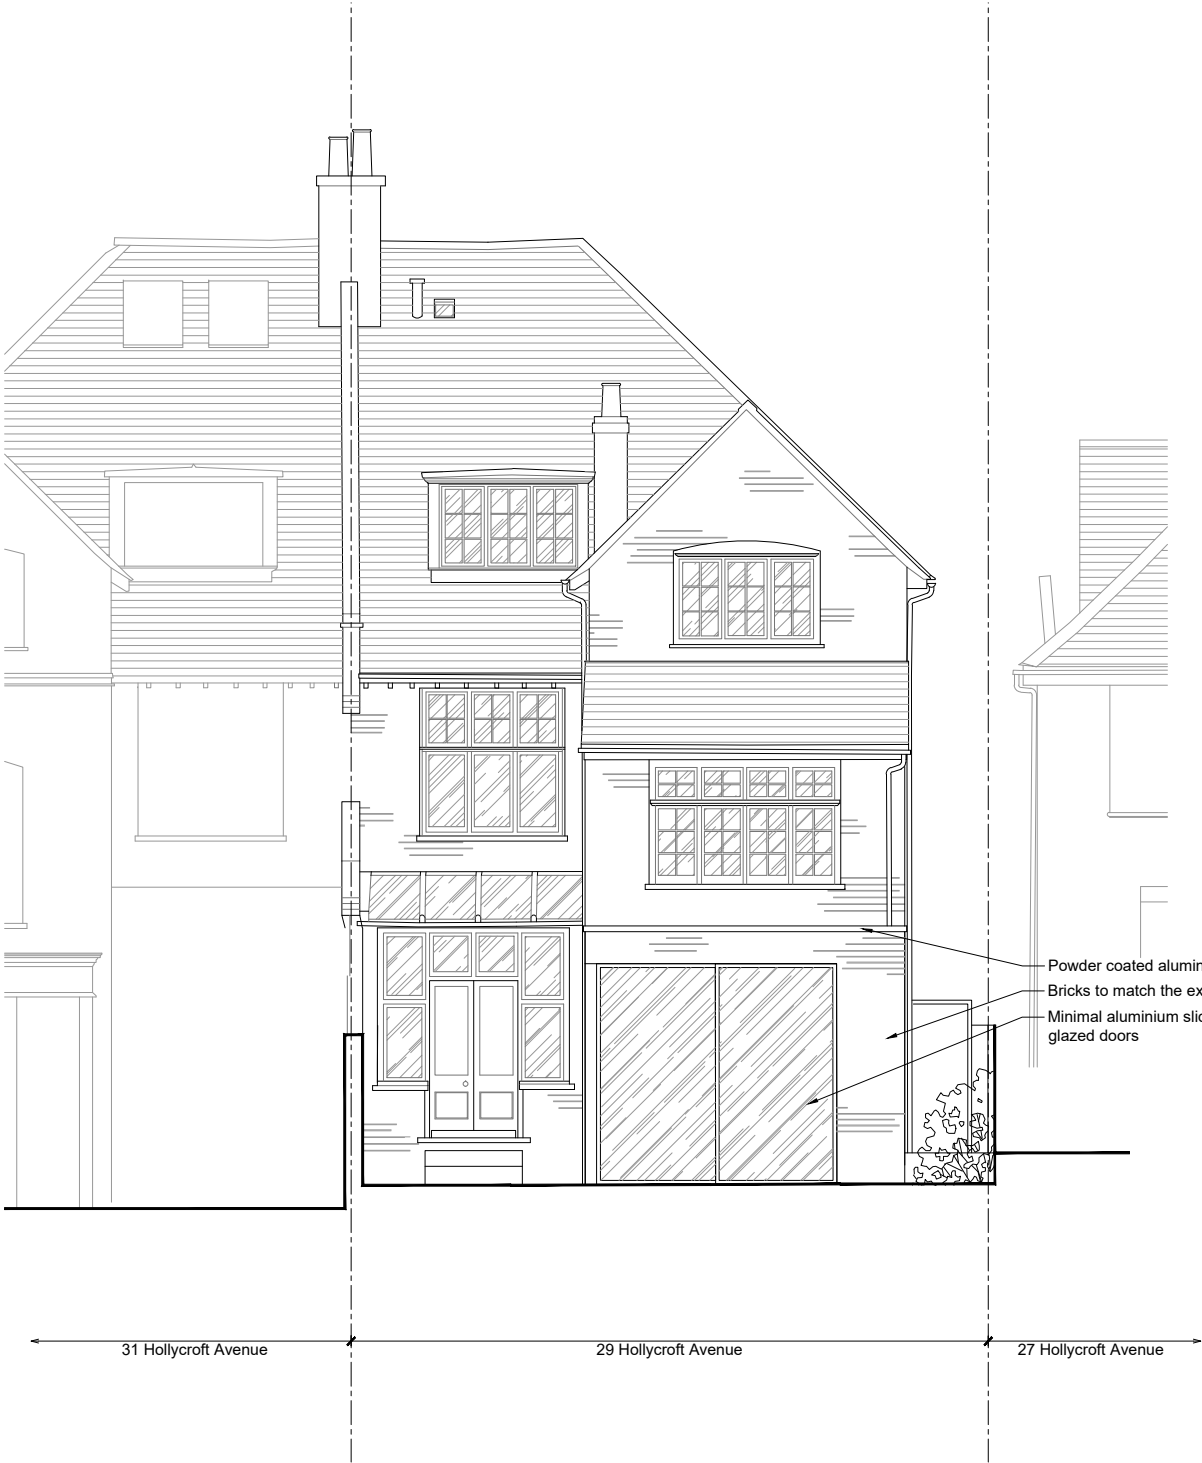 Powder coated alumin
Bricks to match the ex
Minimal aluminium slid
glazed doors
31 Hollycroft Avenue
29 Hollycroft Avenue
27 Hollycroft Avenue